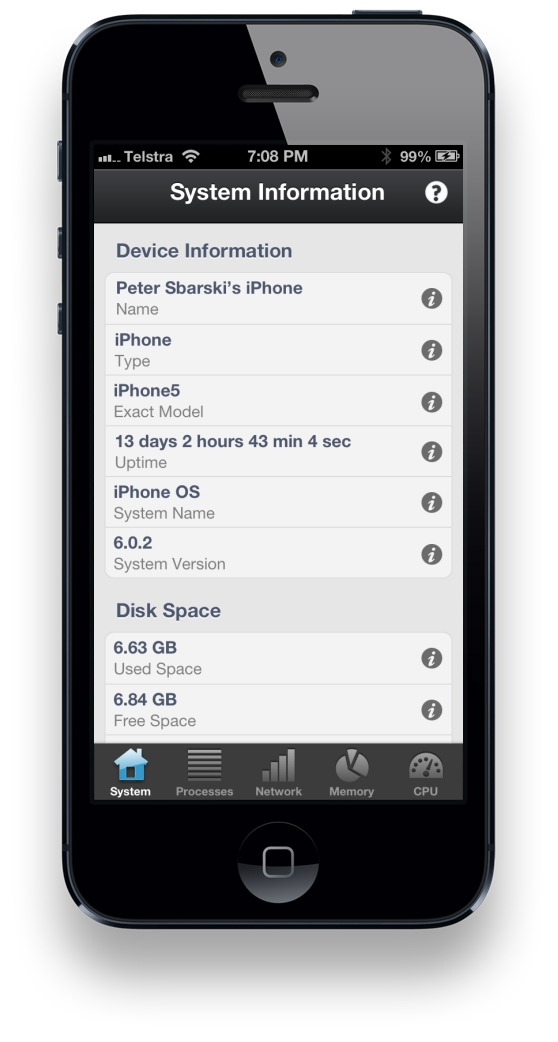 Telstra 7:08 PM 99%
System Information ?
Device Information
Peter Sbarski's iPhone
Name
iPhone
Type
iPhone5
Exact Model
13 days 2 hours 43 min 4 sec
Uptime
iPhone OS
System Name
6.0.2
System Version
Disk Space
6.63 GB
Used Space
6.84 GB
Free Space
System Processes Network Memory CPU